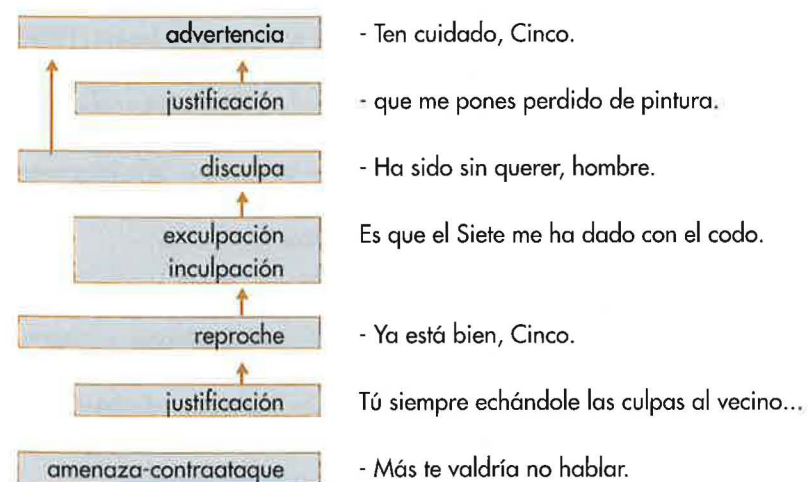 advertencia - Ten cuidado, Cinco.
justificación - que me pones perdido de pintura.
disculpa - Ha sido sin querer, hombre.
exculpación Es que el Siete me ha dado con el codo.
inculpación
reproche - Ya está bien, Cinco.
justificación Tú siempre echándole las culpas al vecino...
amenaza-contraataque - Más te valdría no hablar.